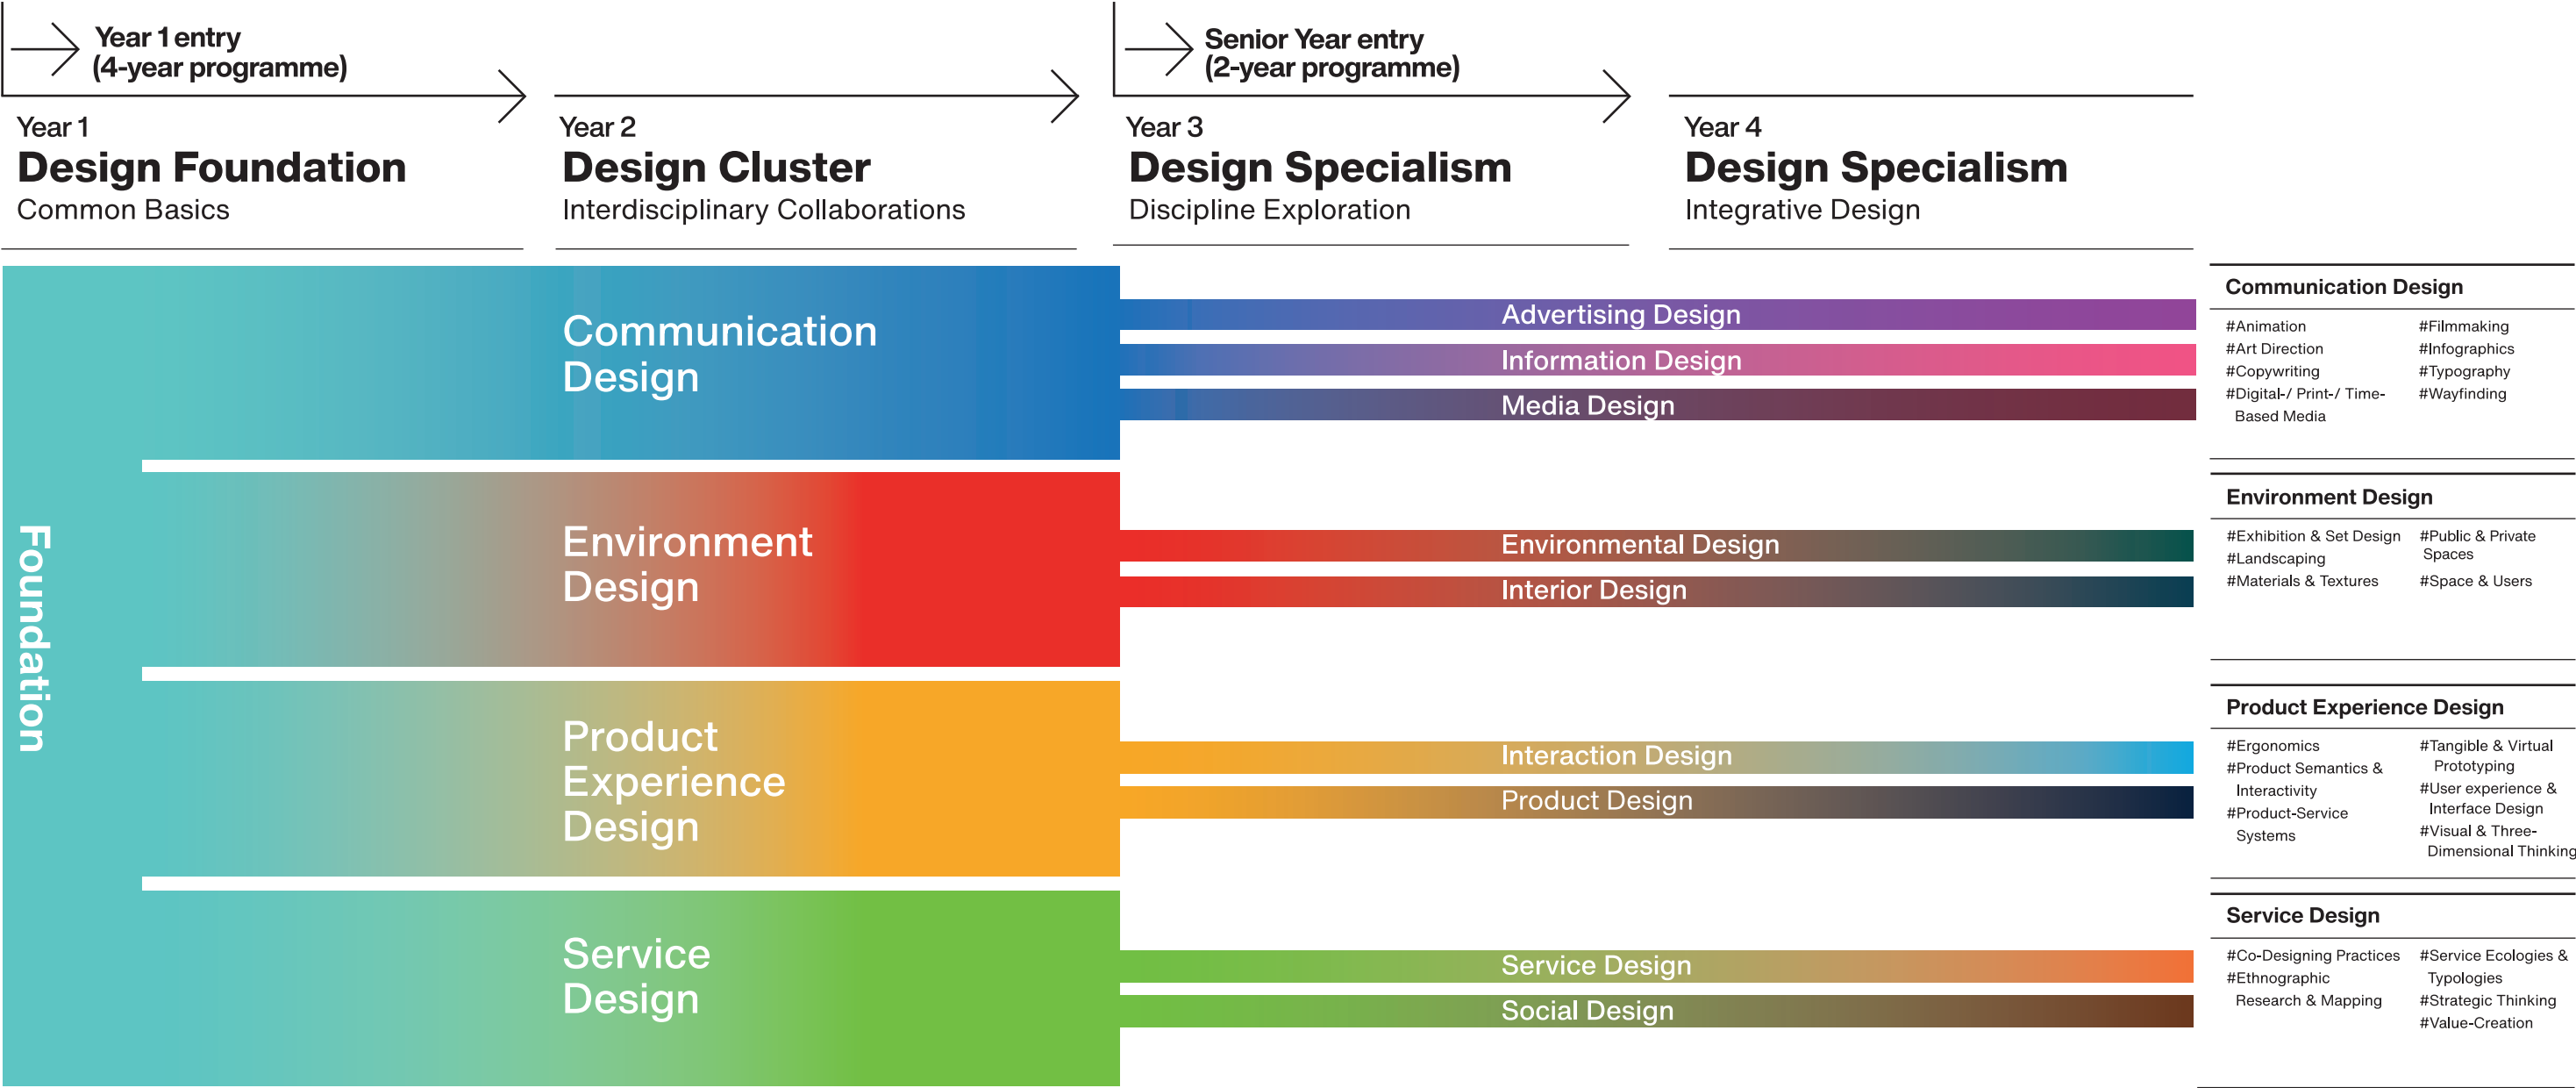 Year 1 entry
(4-year programme)
Senior Year entry
(2-year programme)
Year 1
Design Foundation
Common Basics
Year 2
Design Cluster
Interdisciplinary Collaborations
Year 3
Design Specialism
Discipline Exploration
Year 4
Design Specialism
Integrative Design
Foundation
Communication
Design
Advertising Design
Information Design
Media Design
Communication Design
#Animation
#Art Direction
#Copywriting
#Digital-/ Print-/ Time-
Based Media
#Filmmaking
#Infographics
#Typography
#Wayfinding
Environment
Design
Environmental Design
Interior Design
Environment Design
#Exhibition & Set Design
#Landscaping
#Materials & Textures
#Public & Private
Spaces
#Space & Users
Product
Experience
Design
Interaction Design
Product Design
Product Experience Design
#Ergonomics
#Product Semantics &
Interactivity
#Product-Service
Systems
#Tangible & Virtual
Prototyping
#User experience &
Interface Design
#Visual & Three-
Dimensional Thinking
Service
Design
Service Design
Social Design
Service Design
#Co-Designing Practices
#Ethnographic
Research & Mapping
#Service Ecologies &
Typologies
#Strategic Thinking
#Value-Creation